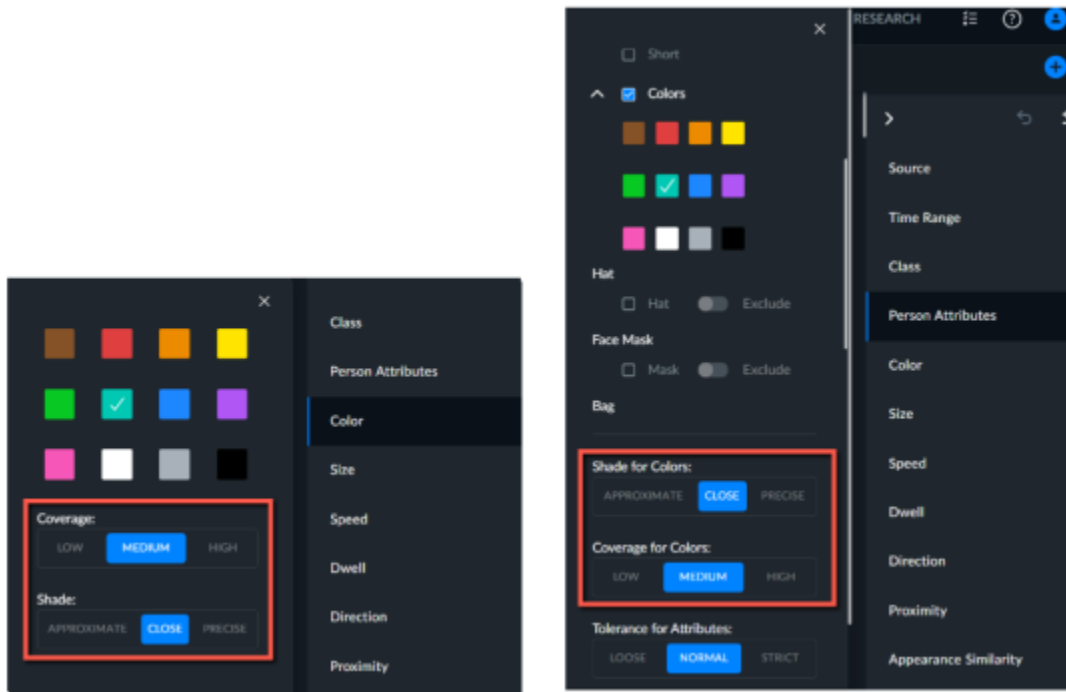 Class
Person Attributes
Color
Size
Speed
Dwell
Direction
Proximity
Coverage:
LOW MEDIUM HIGH
Shade:
APPROXIMATE CLOSE PRECISE
RESEARCH
Short
Colors
Hat
Hat Exclude
Face Mask
Mask Exclude
Bag
Shade for Colors:
APPROXIMATE CLOSE PRECISE
Coverage for Colors:
LOW MEDIUM HIGH
Tolerance for Attributes:
LOOSE NORMAL STRICT
Source
Time Range
Class
Person Attributes
Color
Size
Speed
Dwell
Direction
Proximity
Appearance Similarity